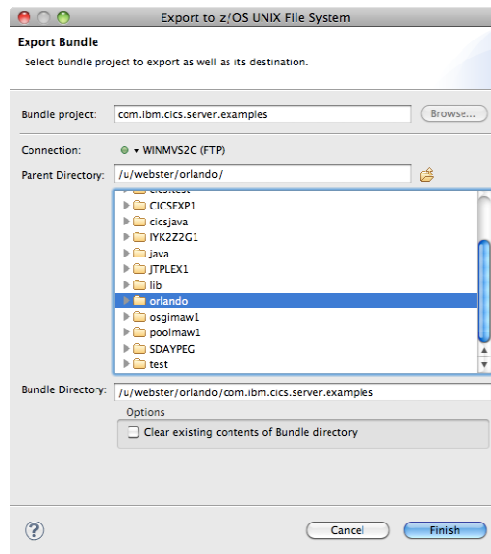 Export to z/OS UNIX File System
Export Bundle
Select bundle project to export as well as its destination.
Bundle project: com.ibm.cics.server.examples Browse...
Connection: WINMVS2C (FTP)
Parent Directory: /u/webster/orlando/
CICSEXP1
cicsjava
IYK2Z2G1
java
JTPLEX1
lib
orlando
osgimaw1
poolmaw1
SDAYPEG
test
Bundle Directory: /u/webster/orlando/com.ibm.cics.server.examples
Options
Clear existing contents of Bundle directory
? Cancel Finish